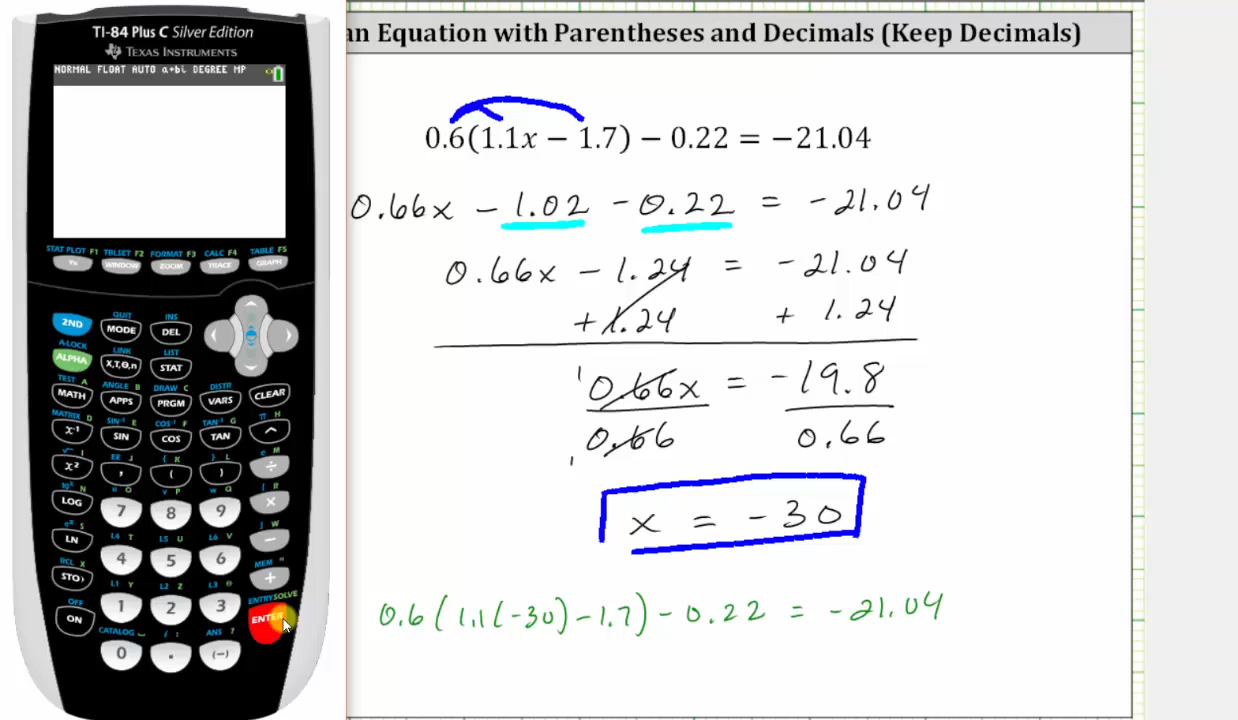 TI-84 Plus C Silver Edition
TEXAS INSTRUMENTS
NORMAL FLOAT AUTO a+bi DEGREE MP
STAT PLOT F1 TBLSET F2 FORMAT F3 CALC F4 TABLE F5
Y= WINDOW ZOOM TRACE GRAPH
QUIT INS
2ND MODE DEL
A-LOCK LINK LIST
ALPHA X,T,θ,n STAT
TEST A ANGLE B DRAW C DISTR
MATH APPS PRGM VARS CLEAR
MATRIX D SIN⁻¹ E COS⁻¹ F TAN⁻¹ G π H
x⁻¹ SIN COS TAN ^
√ I EE J { K } L e M
x² , ( ) ÷
10ˣ N u O v P w Q [ R
LOG 7 8 9 ×
eˣ S L4 T L5 U L6 V ] W
LN 4 5 6 −
RCL X L1 Y L2 Z L3 θ MEM "
STO› 1 2 3 +
OFF CATALOG i : ANS ? ENTRY SOLVE
ON 0 . (−) ENTER
an Equation with Parentheses and Decimals (Keep Decimals)
0.6(1.1x − 1.7) − 0.22 = −21.04
0.66x − 1.02 − 0.22 = −21.04
0.66x − 1.24 = −21.04
+ 1.24 + 1.24
1 0.66x = −19.8
1 0.66 0.66
x = −30
0.6(1.1(−30) − 1.7) − 0.22 = −21.04